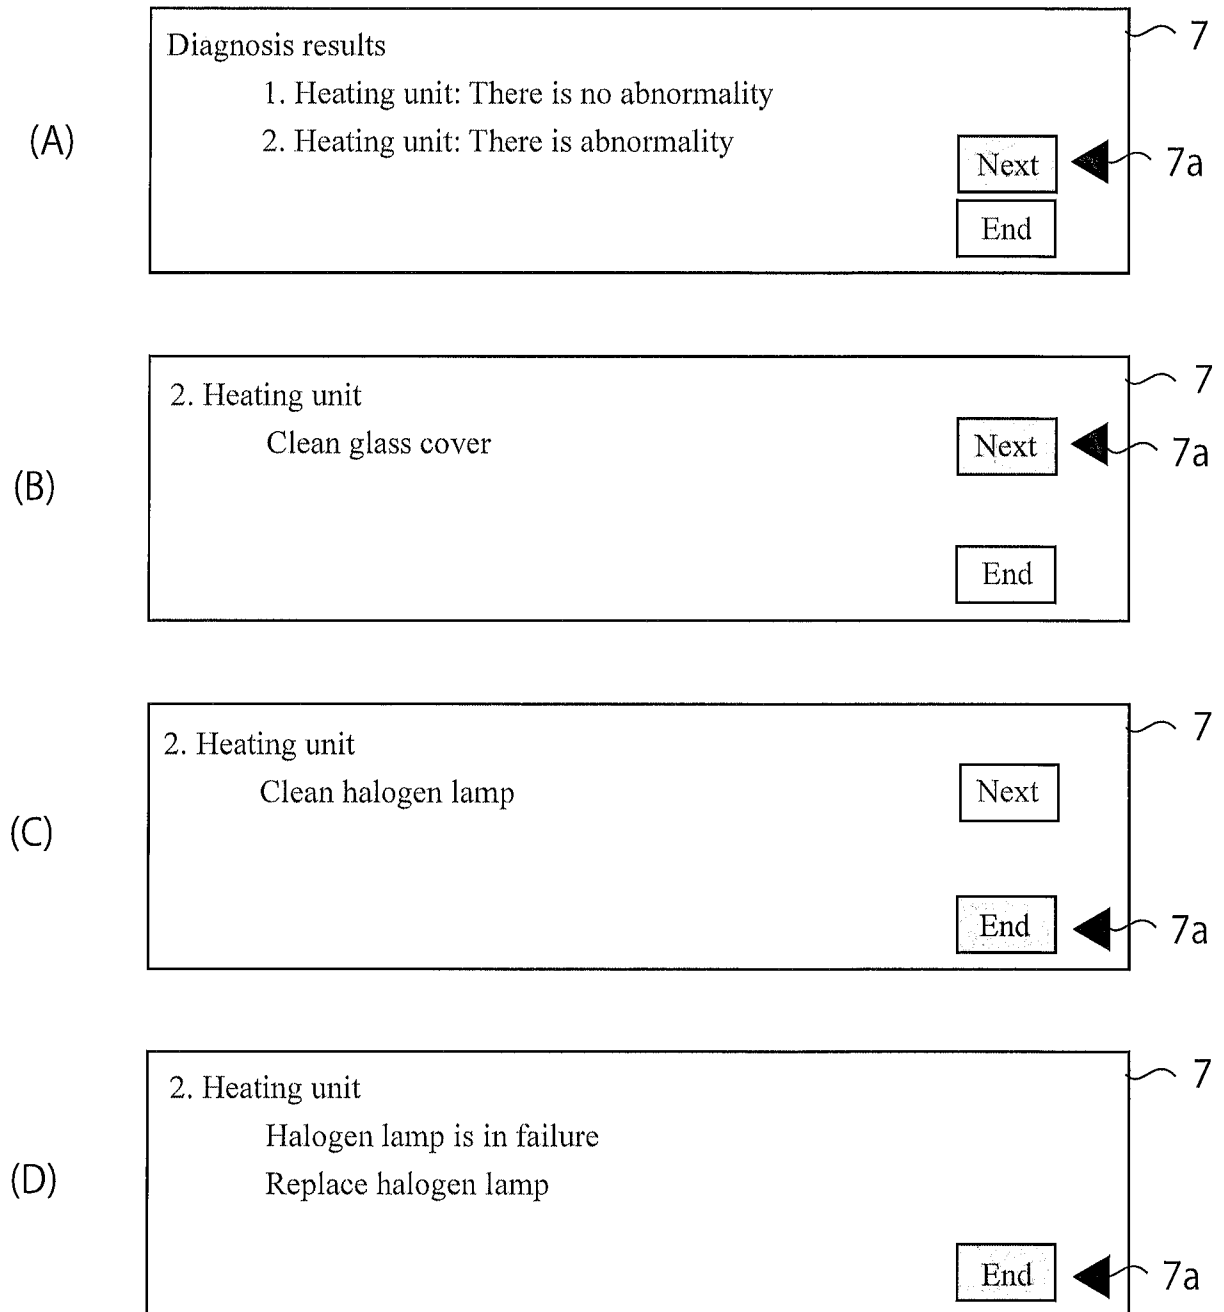 (A)
Diagnosis results
1. Heating unit: There is no abnormality
2. Heating unit: There is abnormality
Next
End
7
7a
(B)
2. Heating unit
Clean glass cover
Next
End
7
7a
(C)
2. Heating unit
Clean halogen lamp
Next
End
7
7a
(D)
2. Heating unit
Halogen lamp is in failure
Replace halogen lamp
End
7
7a